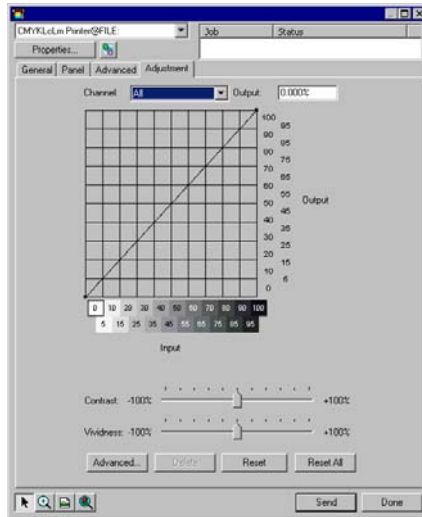 CMYKLcLm Printer@FILE:
Job Status
Properties...
General Panel Advanced Adjustment
Channel: All Output: 0.000%
100
95
90
85
80
75
70
65
60
55
50
45
40
35
30
25
20
15
10
5
0
Output
0 10 20 30 40 50 60 70 80 90 100
5 15 25 35 45 55 65 75 85 95
Input
Contrast: -100% +100%
Vividness: -100% +100%
Advanced... Delete Reset Reset All
Send Done